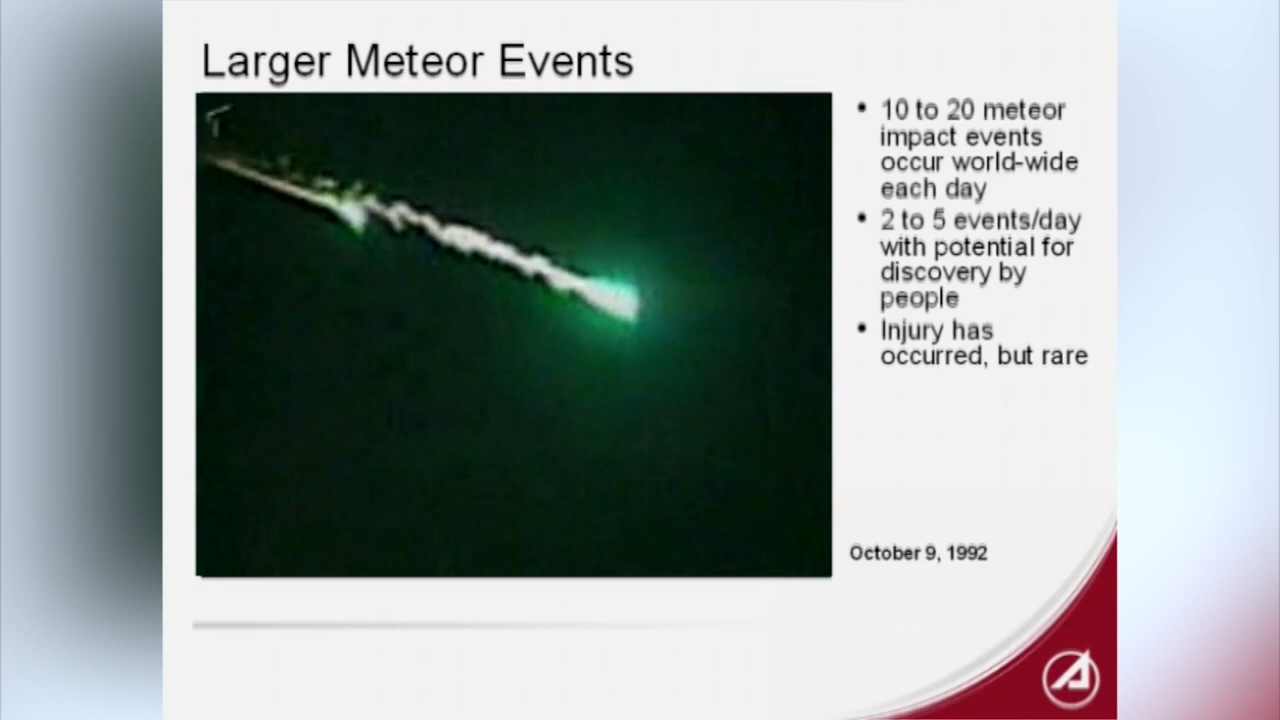 Larger Meteor Events
• 10 to 20 meteor
impact events
occur world-wide
each day
• 2 to 5 events/day
with potential for
discovery by
people
• Injury has
occurred, but rare
October 9, 1992